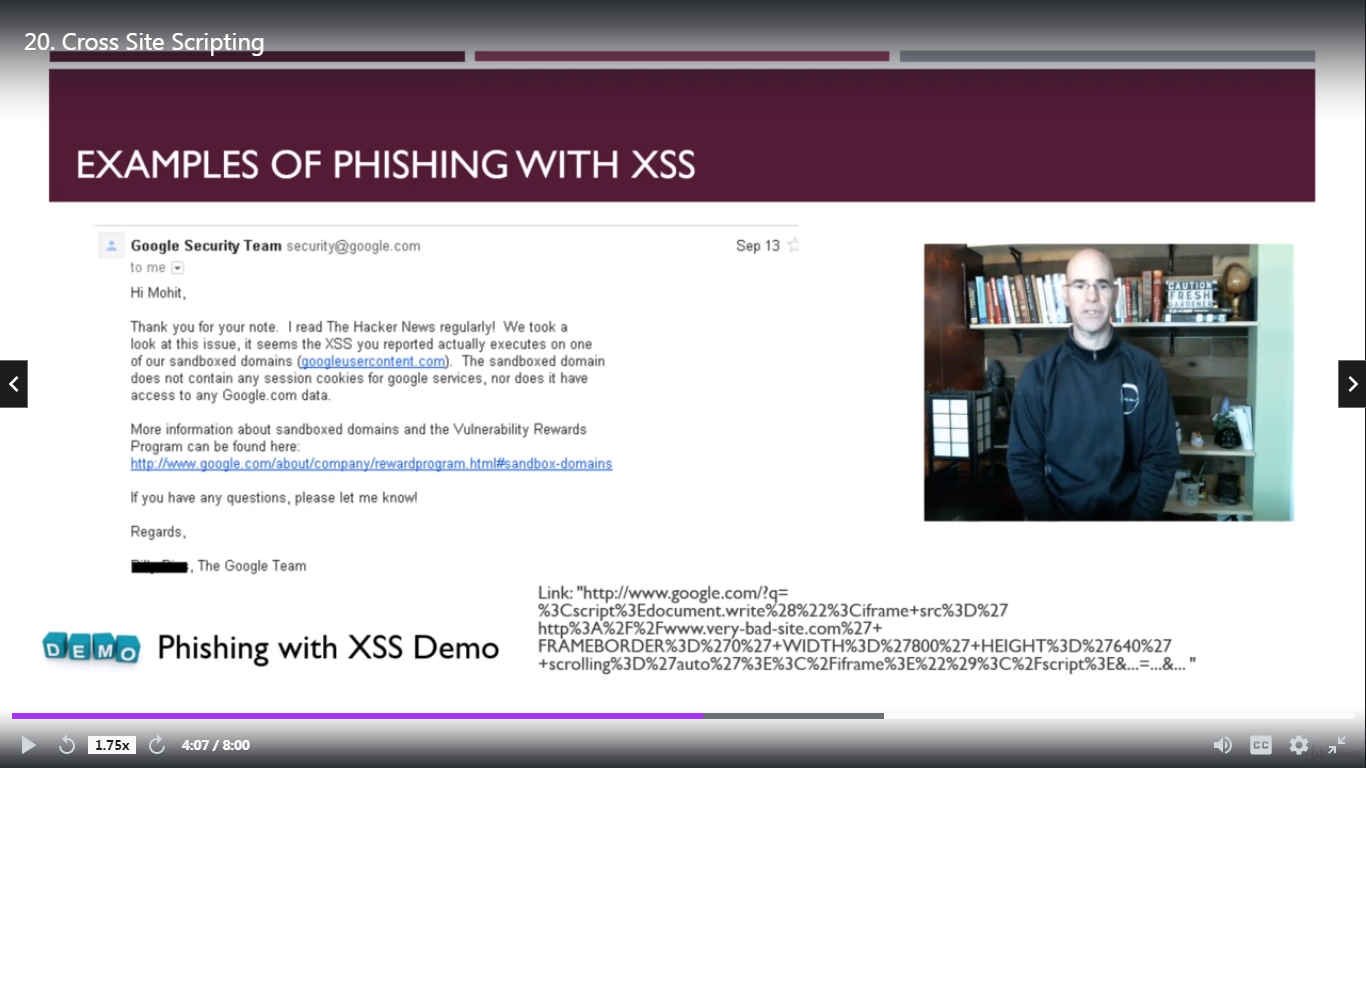 20. Cross Site Scripting
EXAMPLES OF PHISHING WITH XSS
Google Security Team security@google.com Sep 13
to me
Hi Mohit,
Thank you for your note. I read The Hacker News regularly! We took a
look at this issue, it seems the XSS you reported actually executes on one
of our sandboxed domains (googleusercontent.com). The sandboxed domain
does not contain any session cookies for google services, nor does it have
access to any Google.com data.
More information about sandboxed domains and the Vulnerability Rewards
Program can be found here:
http://www.google.com/about/company/rewardprogram.html#sandbox-domains
If you have any questions, please let me know!
Regards,
, The Google Team
CAUTION
FRESH
GARDENER
Link: "http://www.google.com/?q=
%3Cscript%3Edocument.write%28%22%3Ciframe+src%3D%27
http%3A%2F%2Fwww.very-bad-site.com%27+
FRAMEBORDER%3D%270%27+WIDTH%3D%27800%27+HEIGHT%3D%27640%27
+scrolling%3D%27auto%27%3E%3C%2Fiframe%3E%22%29%3C%2Fscript%3E&...=...&... "
DEMO Phishing with XSS Demo
1.75x 4:07 / 8:00 CC